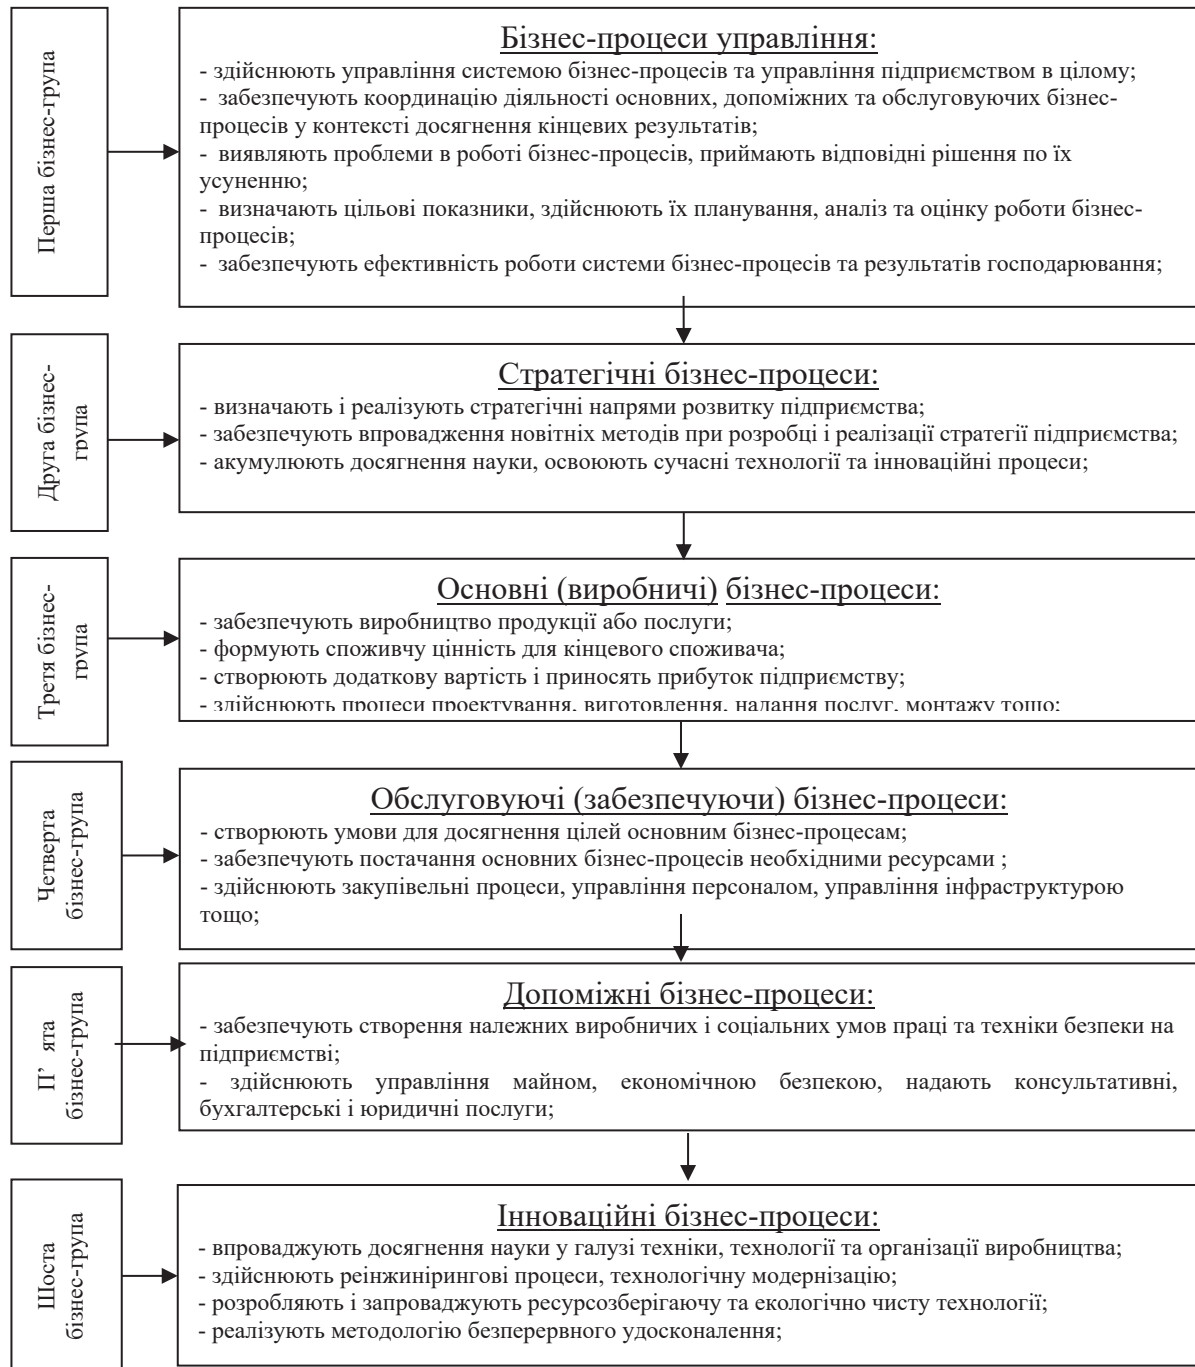 Перша бізнес-група
Бізнес-процеси управління:
- здійснюють управління системою бізнес-процесів та управління підприємством в цілому;
- забезпечують координацію діяльності основних, допоміжних та обслуговуючих бізнес-
процесів у контексті досягнення кінцевих результатів;
- виявляють проблеми в роботі бізнес-процесів, приймають відповідні рішення по їх
усуненню;
- визначають цільові показники, здійснюють їх планування, аналіз та оцінку роботи бізнес-
процесів;
- забезпечують ефективність роботи системи бізнес-процесів та результатів господарювання;
Друга бізнес-
група
Стратегічні бізнес-процеси:
- визначають і реалізують стратегічні напрями розвитку підприємства;
- забезпечують впровадження новітніх методів при розробці і реалізації стратегії підприємства;
- акумулюють досягнення науки, освоюють сучасні технології та інноваційні процеси;
Третя бізнес-
група
Основні (виробничі) бізнес-процеси:
- забезпечують виробництво продукції або послуги;
- формують споживчу цінність для кінцевого споживача;
- створюють додаткову вартість і приносять прибуток підприємству;
- здійснюють процеси проектування, виготовлення, надання послуг, монтажу тощо;
Четверта
бізнес-група
Обслуговуючі (забезпечуючи) бізнес-процеси:
- створюють умови для досягнення цілей основним бізнес-процесам;
- забезпечують постачання основних бізнес-процесів необхідними ресурсами ;
- здійснюють закупівельні процеси, управління персоналом, управління інфраструктурою
тощо;
П’ ята
бізнес-група
Допоміжні бізнес-процеси:
- забезпечують створення належних виробничих і соціальних умов праці та техніки безпеки на
підприємстві;
- здійснюють управління майном, економічною безпекою, надають консультативні,
бухгалтерські і юридичні послуги;
Шоста
бізнес-група
Інноваційні бізнес-процеси:
- впроваджують досягнення науки у галузі техніки, технології та організації виробництва;
- здійснюють реінжинірингові процеси, технологічну модернізацію;
- розробляють і запроваджують ресурсозберігаючу та екологічно чисту технології;
- реалізують методологію безперервного удосконалення;